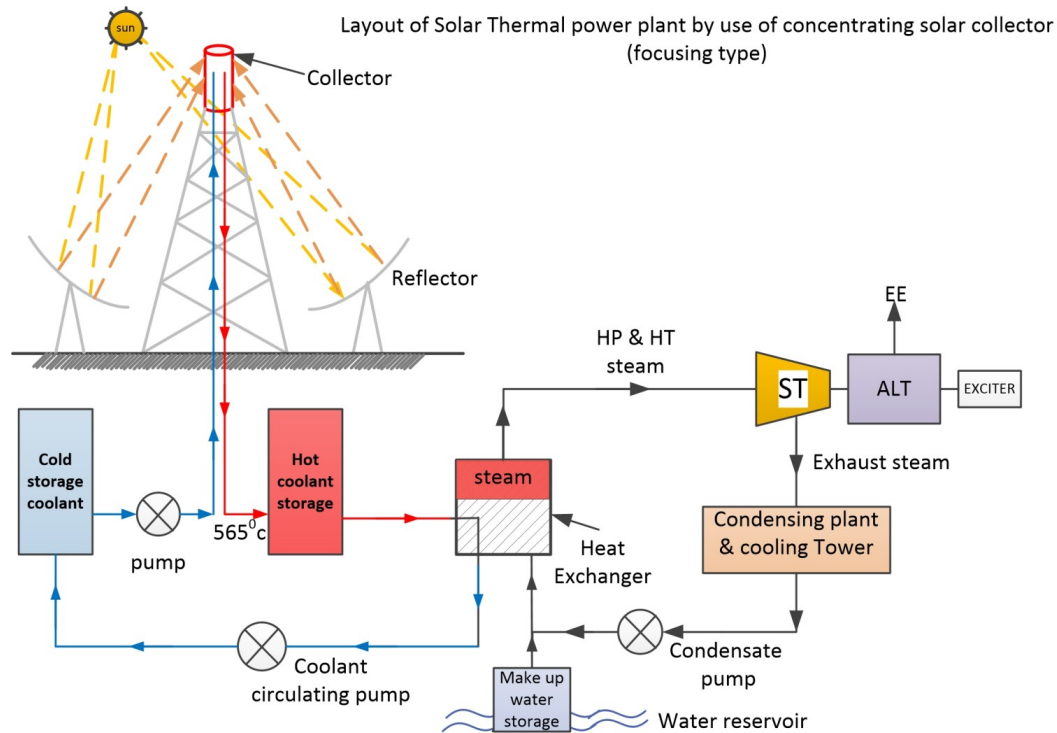 sun
Layout of Solar Thermal power plant by use of concentrating solar collector
(focusing type)
Collector
Reflector
EE
HP & HT
steam
ST
ALT
EXCITER
Cold
storage
coolant
Hot
coolant
storage
steam
Exhaust steam
565⁰c
pump
Heat
Exchanger
Condensing plant
& cooling Tower
Coolant
circulating pump
Condensate
pump
Make up
water
storage
Water reservoir